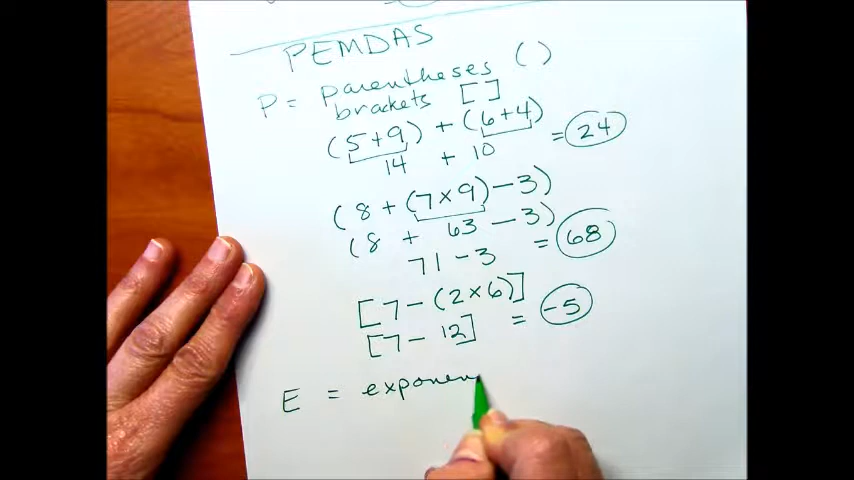 PEMDAS
P = parentheses ( )
brackets [ ]
(5+9) + (6+4)
14 + 10 = 24
(8 + (7×9) − 3)
(8 + 63 − 3)
71 − 3 = 68
[7 − (2×6)]
[7 − 12] = −5
E = exponen